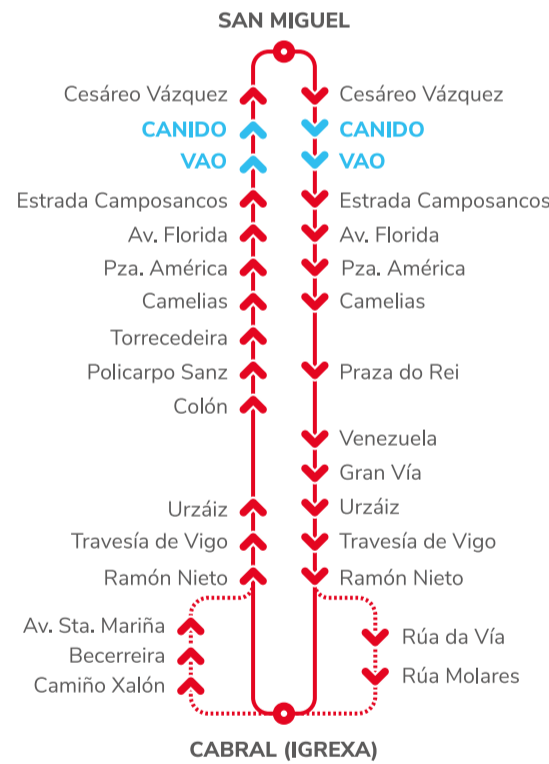 SAN MIGUEL
Cesáreo Vázquez Cesáreo Vázquez
CANIDO CANIDO
VAO VAO
Estrada Camposancos Estrada Camposancos
Av. Florida Av. Florida
Pza. América Pza. América
Camelias Camelias
Torrecedeira
Policarpo Sanz Praza do Rei
Colón
Venezuela
Gran Vía
Urzáiz Urzáiz
Travesía de Vigo Travesía de Vigo
Ramón Nieto Ramón Nieto
Av. Sta. Mariña Rúa da Vía
Becerreira
Camiño Xalón Rúa Molares
CABRAL (IGREXA)